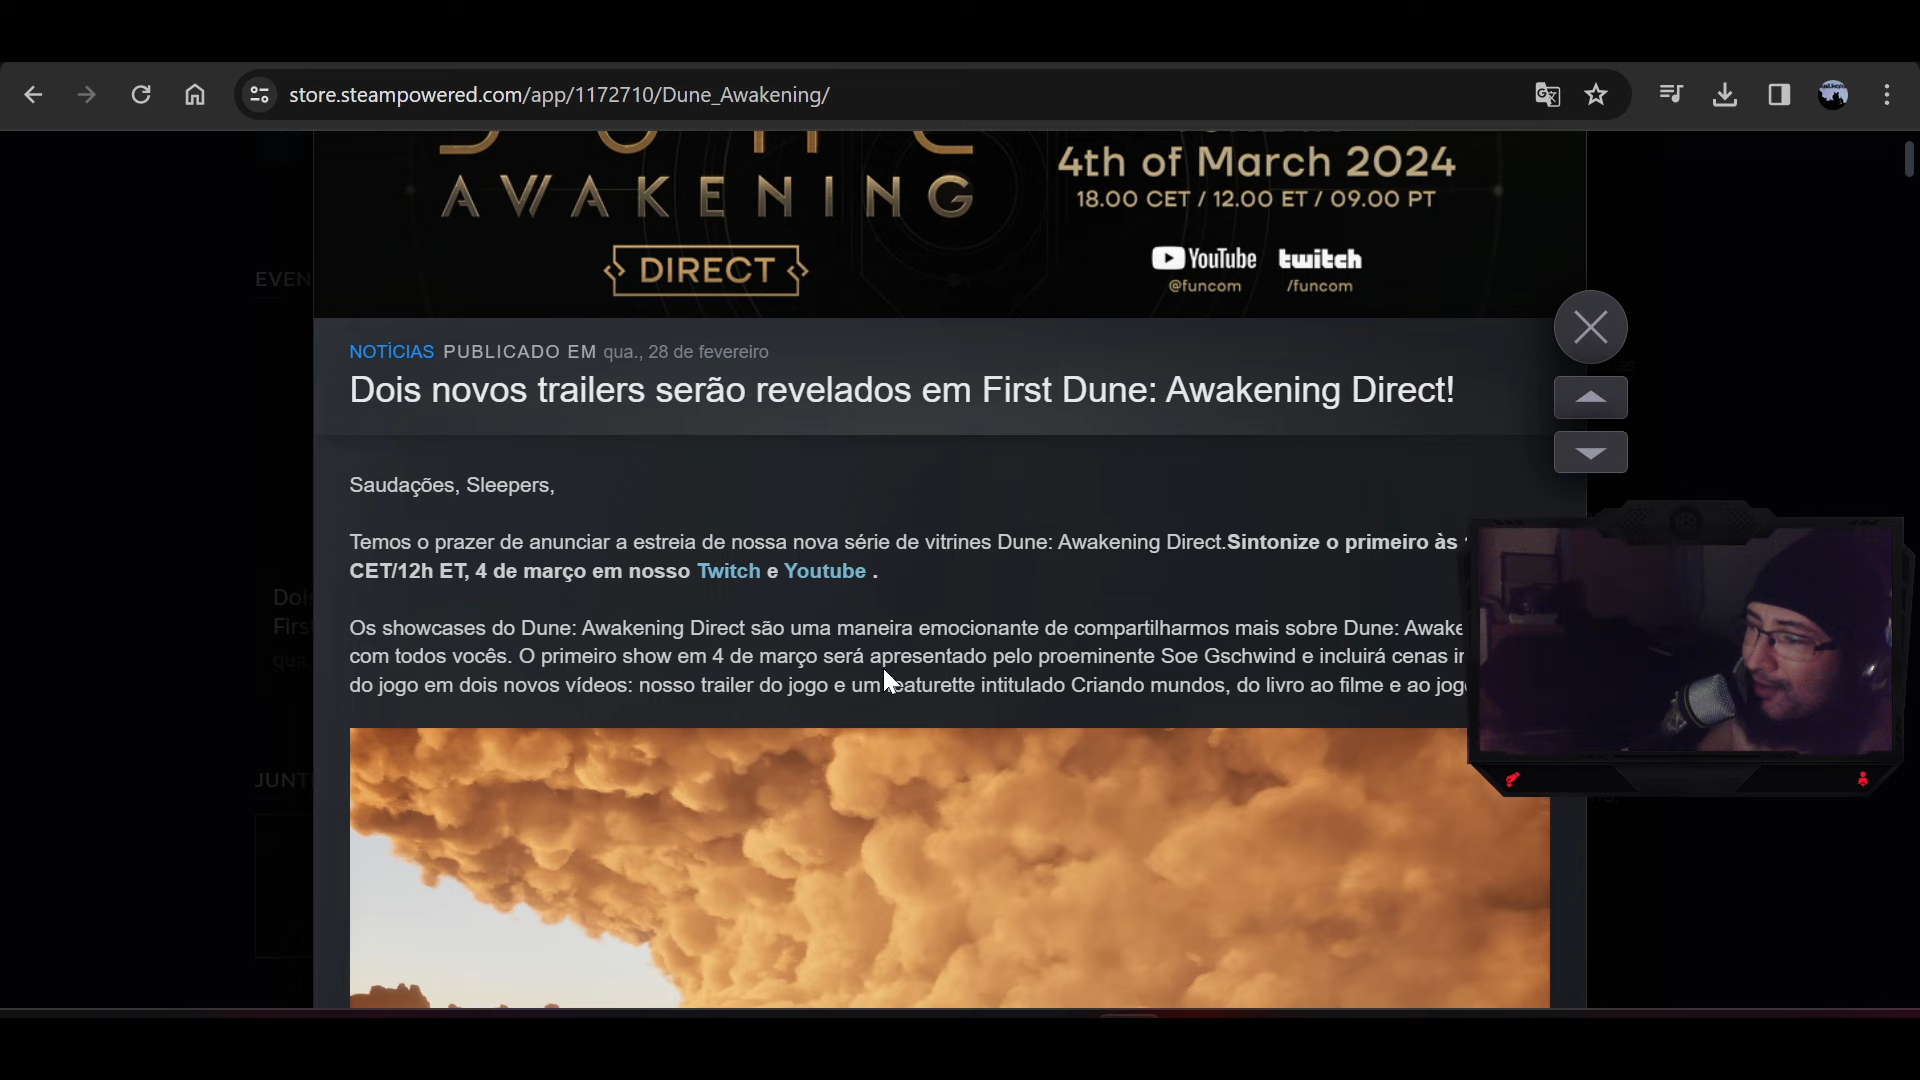 store.steampowered.com/app/1172710/Dune_Awakening/
AWAKENING
DIRECT
4th of March 2024
18.00 CET / 12.00 ET / 09.00 PT
YouTube twitch
@funcom /funcom
EVEN
NOTÍCIAS PUBLICADO EM qua., 28 de fevereiro
Dois novos trailers serão revelados em First Dune: Awakening Direct!
Saudações, Sleepers,
Temos o prazer de anunciar a estreia de nossa nova série de vitrines Dune: Awakening Direct.Sintonize o primeiro às
CET/12h ET, 4 de março em nosso Twitch e Youtube .
Os showcases do Dune: Awakening Direct são uma maneira emocionante de compartilharmos mais sobre Dune: Awake
com todos vocês. O primeiro show em 4 de março será apresentado pelo proeminente Soe Gschwind e incluirá cenas
do jogo em dois novos vídeos: nosso trailer do jogo e um featurette intitulado Criando mundos, do livro ao filme e ao jog
Dois
First
qua
JUNT